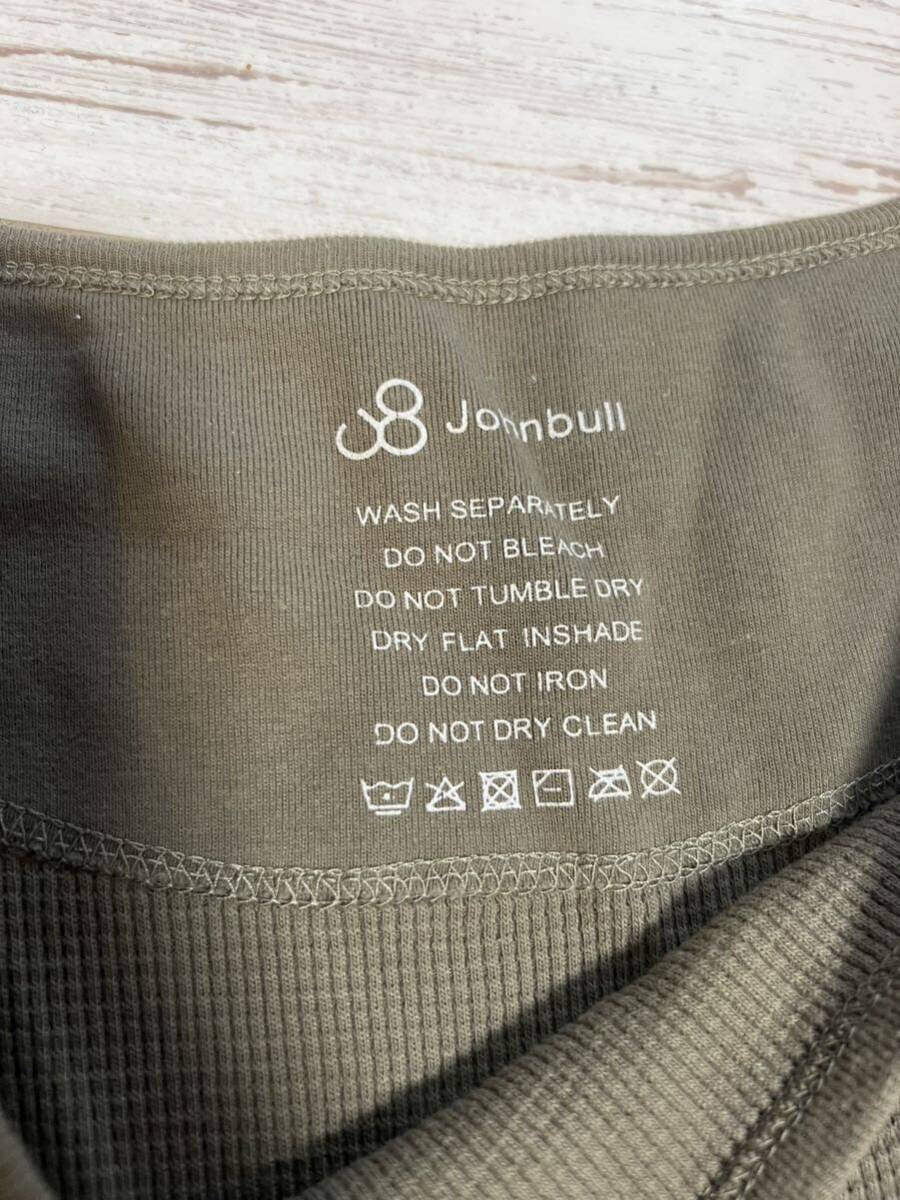 Johnbull
WASH SEPARATELY
DO NOT BLEACH
DO NOT TUMBLE DRY
DRY FLAT INSHADE
DO NOT IRON
DO NOT DRY CLEAN